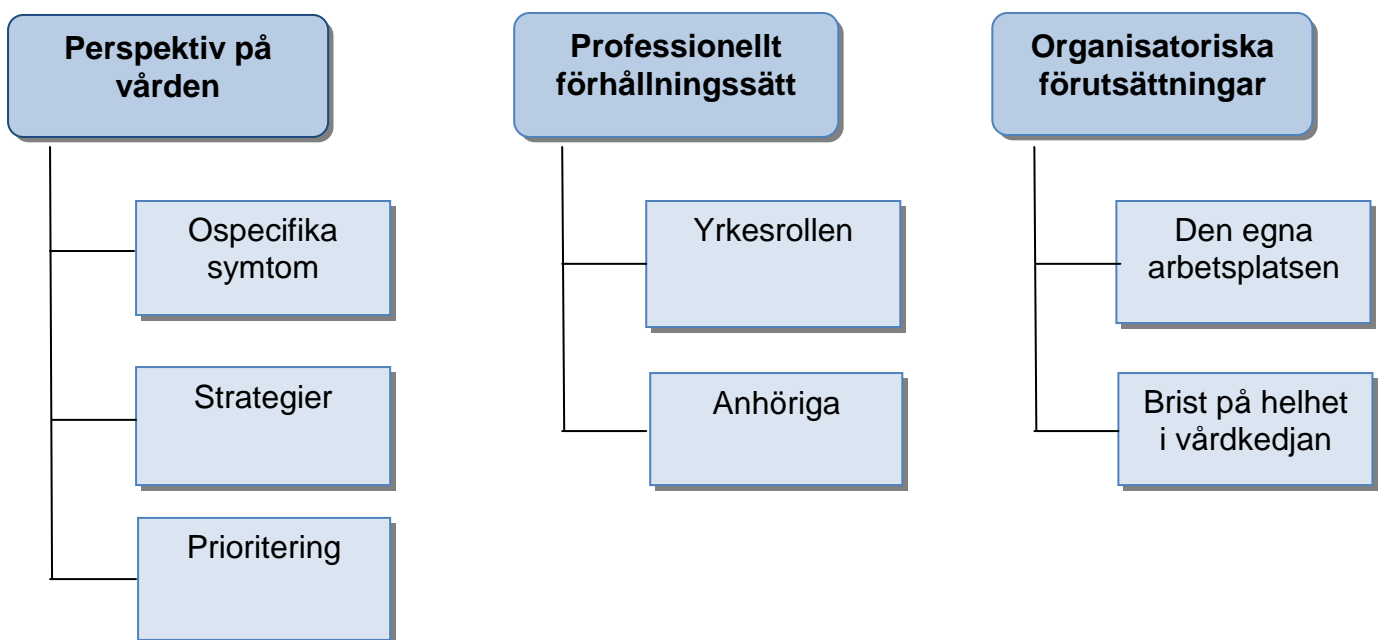 Perspektiv på
vården
Ospecifika
symtom
Strategier
Prioritering
Professionellt
förhållningssätt
Yrkesrollen
Anhöriga
Organisatoriska
förutsättningar
Den egna
arbetsplatsen
Brist på helhet
i vårdkedjan